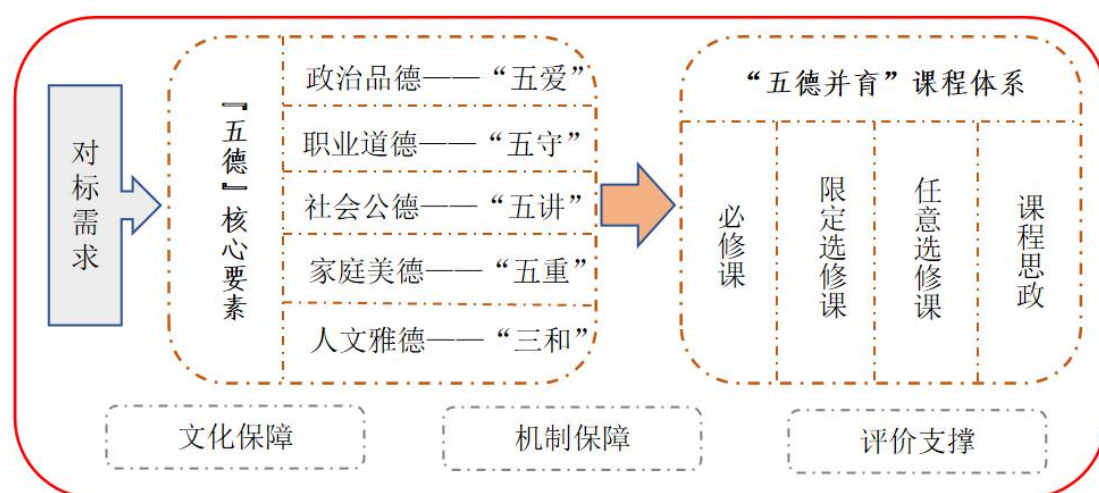 对标需求
『五德』核心要素
政治品德——“五爱”
职业道德——“五守”
社会公德——“五讲”
家庭美德——“五重”
人文雅德——“三和”
“五德并育”课程体系
必修课
限定选修课
任意选修课
课程思政
文化保障
机制保障
评价支撑